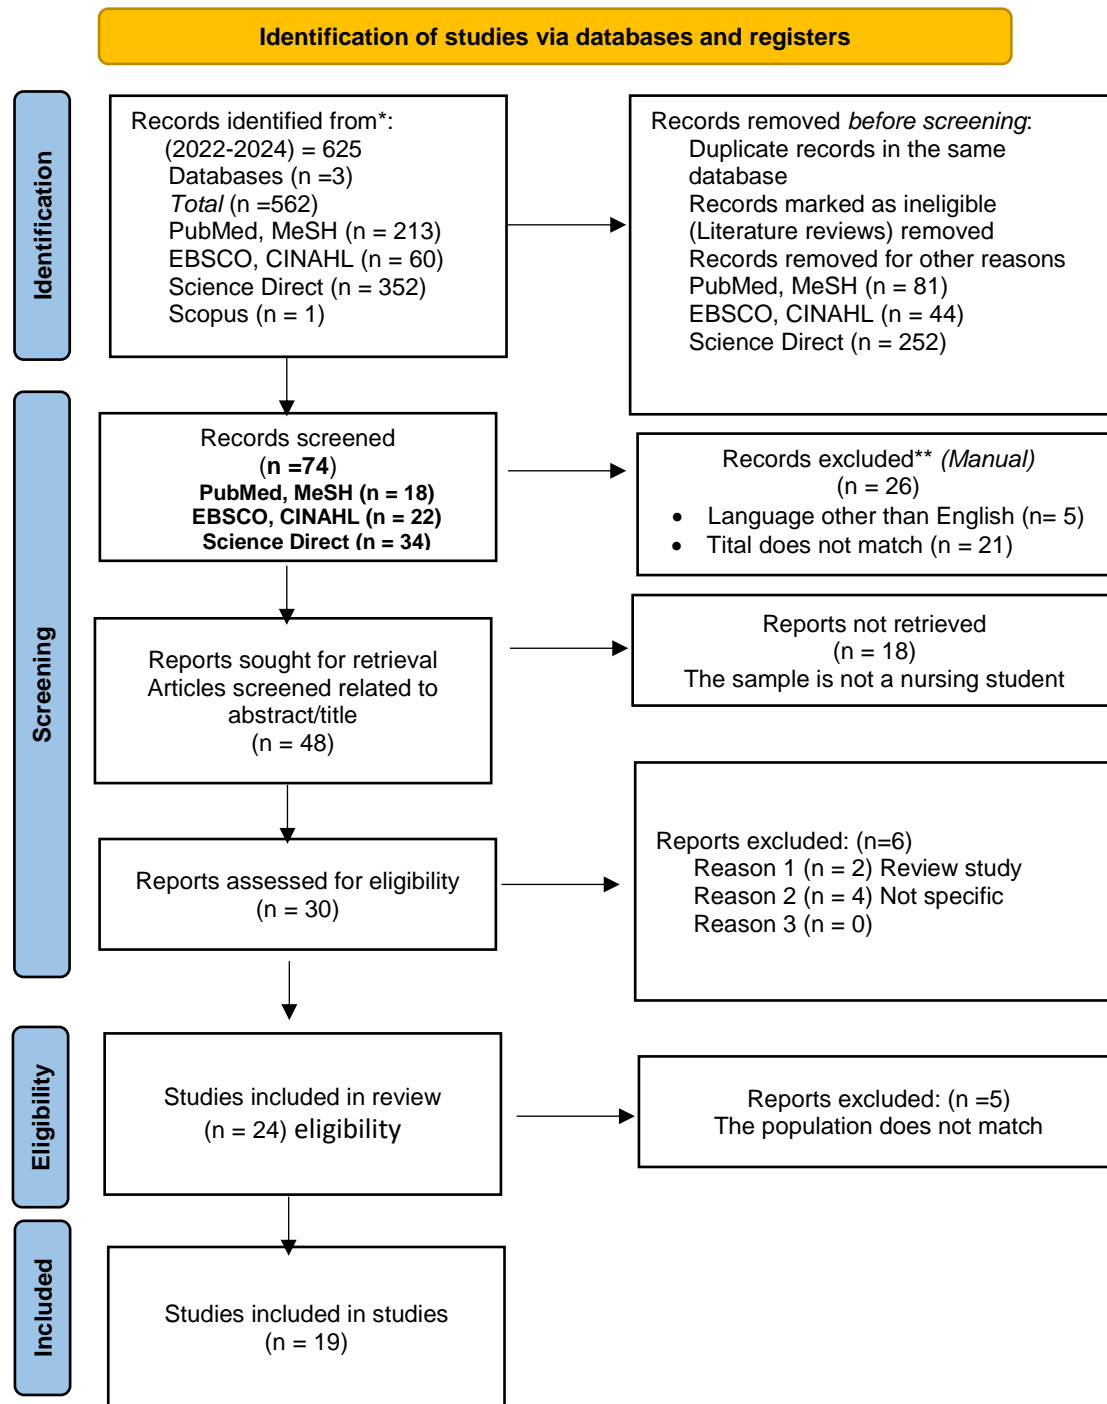 Identification of studies via databases and registers
Identification
Records identified from*:
(2022-2024) = 625
Databases (n =3)
Total (n =562)
PubMed, MeSH (n = 213)
EBSCO, CINAHL (n = 60)
Science Direct (n = 352)
Scopus (n = 1)
Records removed before screening:
Duplicate records in the same
database
Records marked as ineligible
(Literature reviews) removed
Records removed for other reasons
PubMed, MeSH (n = 81)
EBSCO, CINAHL (n = 44)
Science Direct (n = 252)
Screening
Records screened
(n =74)
PubMed, MeSH (n = 18)
EBSCO, CINAHL (n = 22)
Science Direct (n = 34)
Records excluded** (Manual)
(n = 26)
• Language other than English (n= 5)
• Tital does not match (n = 21)
Reports sought for retrieval
Articles screened related to
abstract/title
(n = 48)
Reports not retrieved
(n = 18)
The sample is not a nursing student
Reports assessed for eligibility
(n = 30)
Reports excluded: (n=6)
Reason 1 (n = 2) Review study
Reason 2 (n = 4) Not specific
Reason 3 (n = 0)
Eligibility
Studies included in review
(n = 24) eligibility
Reports excluded: (n =5)
The population does not match
Included
Studies included in studies
(n = 19)